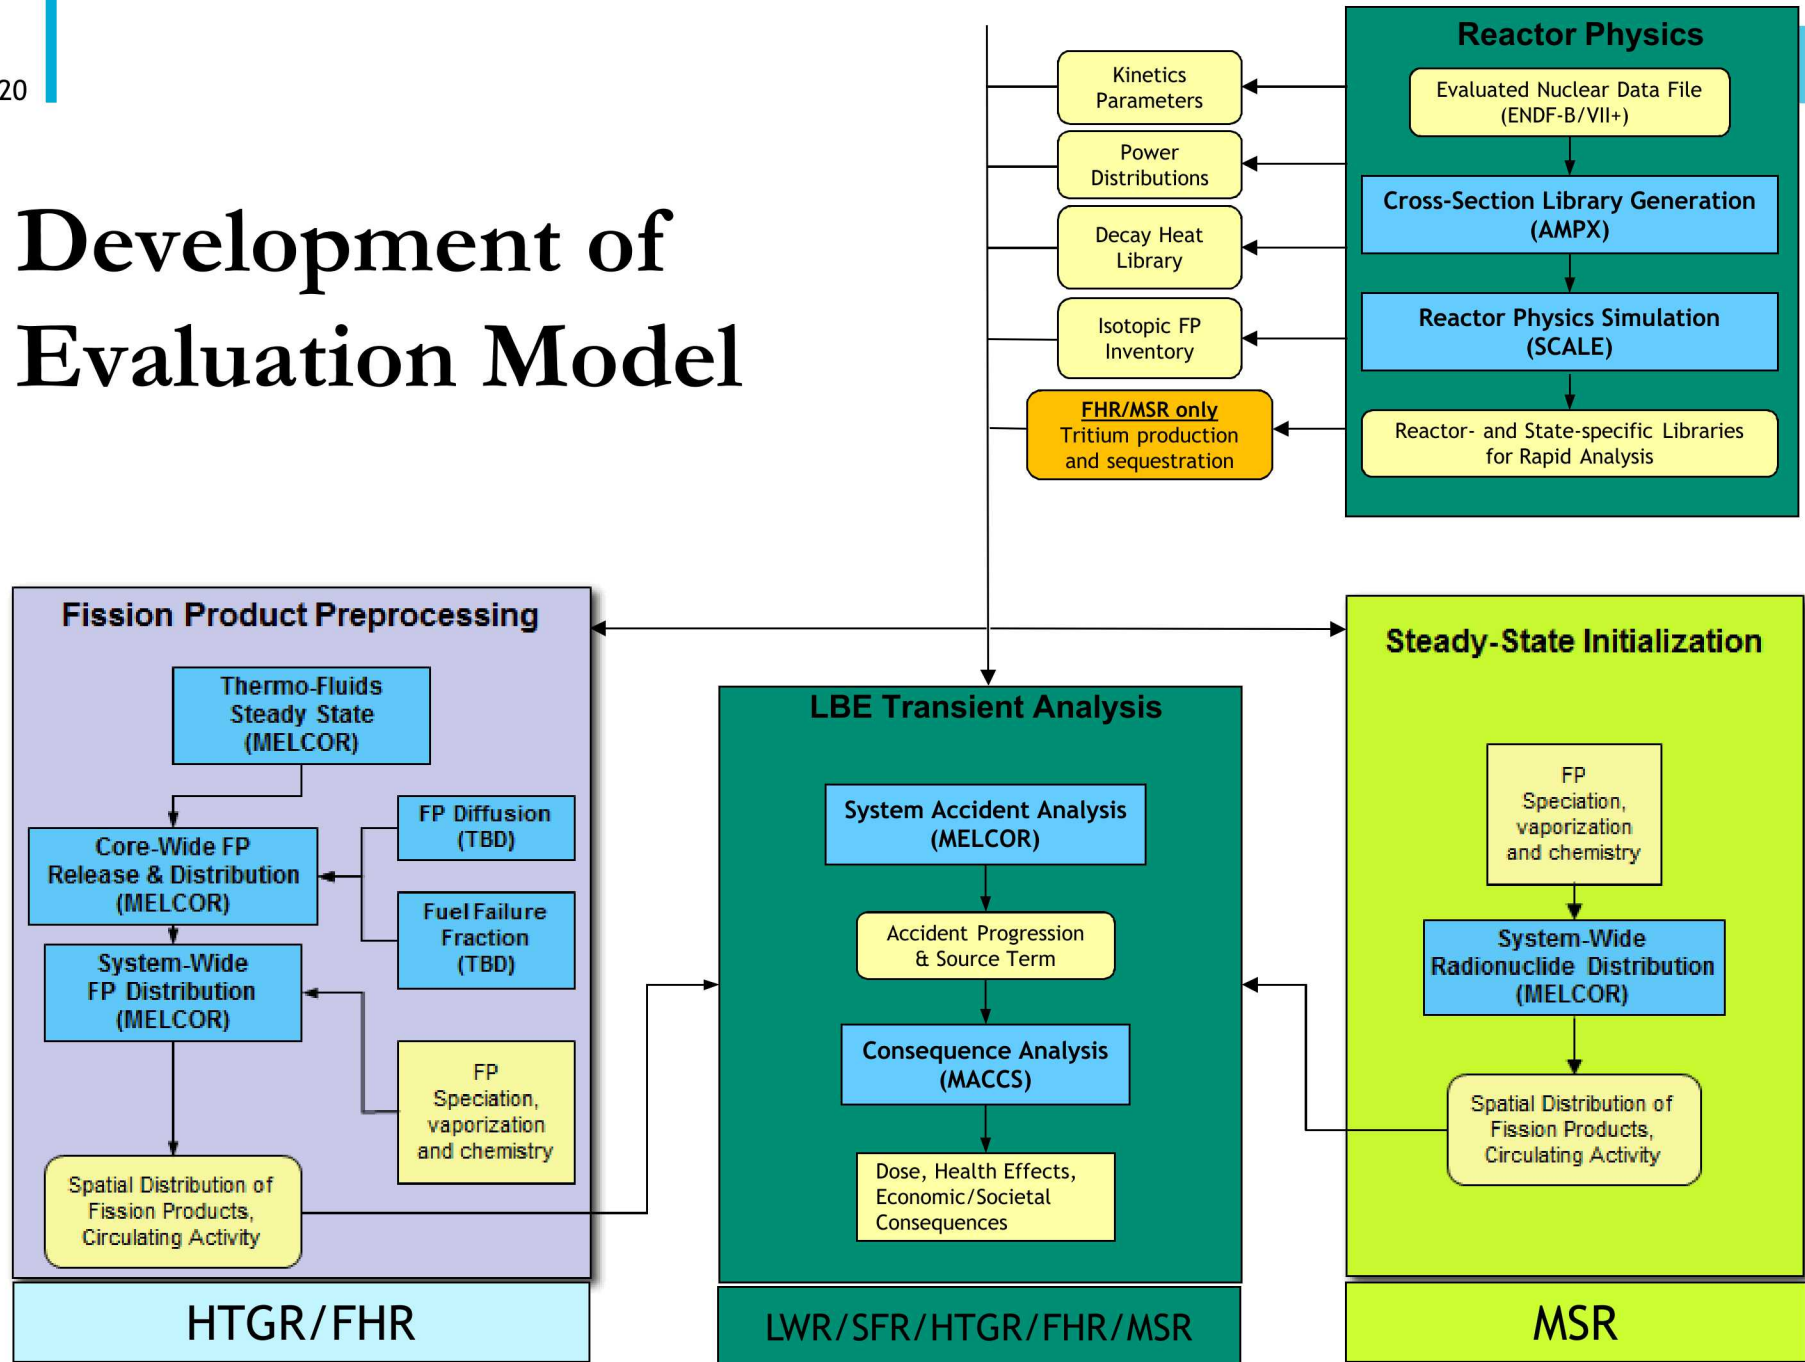 20
Development of
Evaluation Model
Kinetics
Parameters
Power
Distributions
Decay Heat
Library
Isotopic FP
Inventory
FHR/MSR only
Tritium production
and sequestration
Reactor Physics
Evaluated Nuclear Data File
(ENDF-B/VII+)
Cross-Section Library Generation
(AMPX)
Reactor Physics Simulation
(SCALE)
Reactor- and State-specific Libraries
for Rapid Analysis
Fission Product Preprocessing
Thermo-Fluids
Steady State
(MELCOR)
Core-Wide FP
Release & Distribution
(MELCOR)
FP Diffusion
(TBD)
Fuel Failure
Fraction
(TBD)
System-Wide
FP Distribution
(MELCOR)
FP
Speciation,
vaporization
and chemistry
Spatial Distribution of
Fission Products,
Circulating Activity
HTGR/FHR
LBE Transient Analysis
System Accident Analysis
(MELCOR)
Accident Progression
& Source Term
Consequence Analysis
(MACCS)
Dose, Health Effects,
Economic/Societal
Consequences
LWR/SFR/HTGR/FHR/MSR
Steady-State Initialization
FP
Speciation,
vaporization
and chemistry
System-Wide
Radionuclide Distribution
(MELCOR)
Spatial Distribution of
Fission Products,
Circulating Activity
MSR